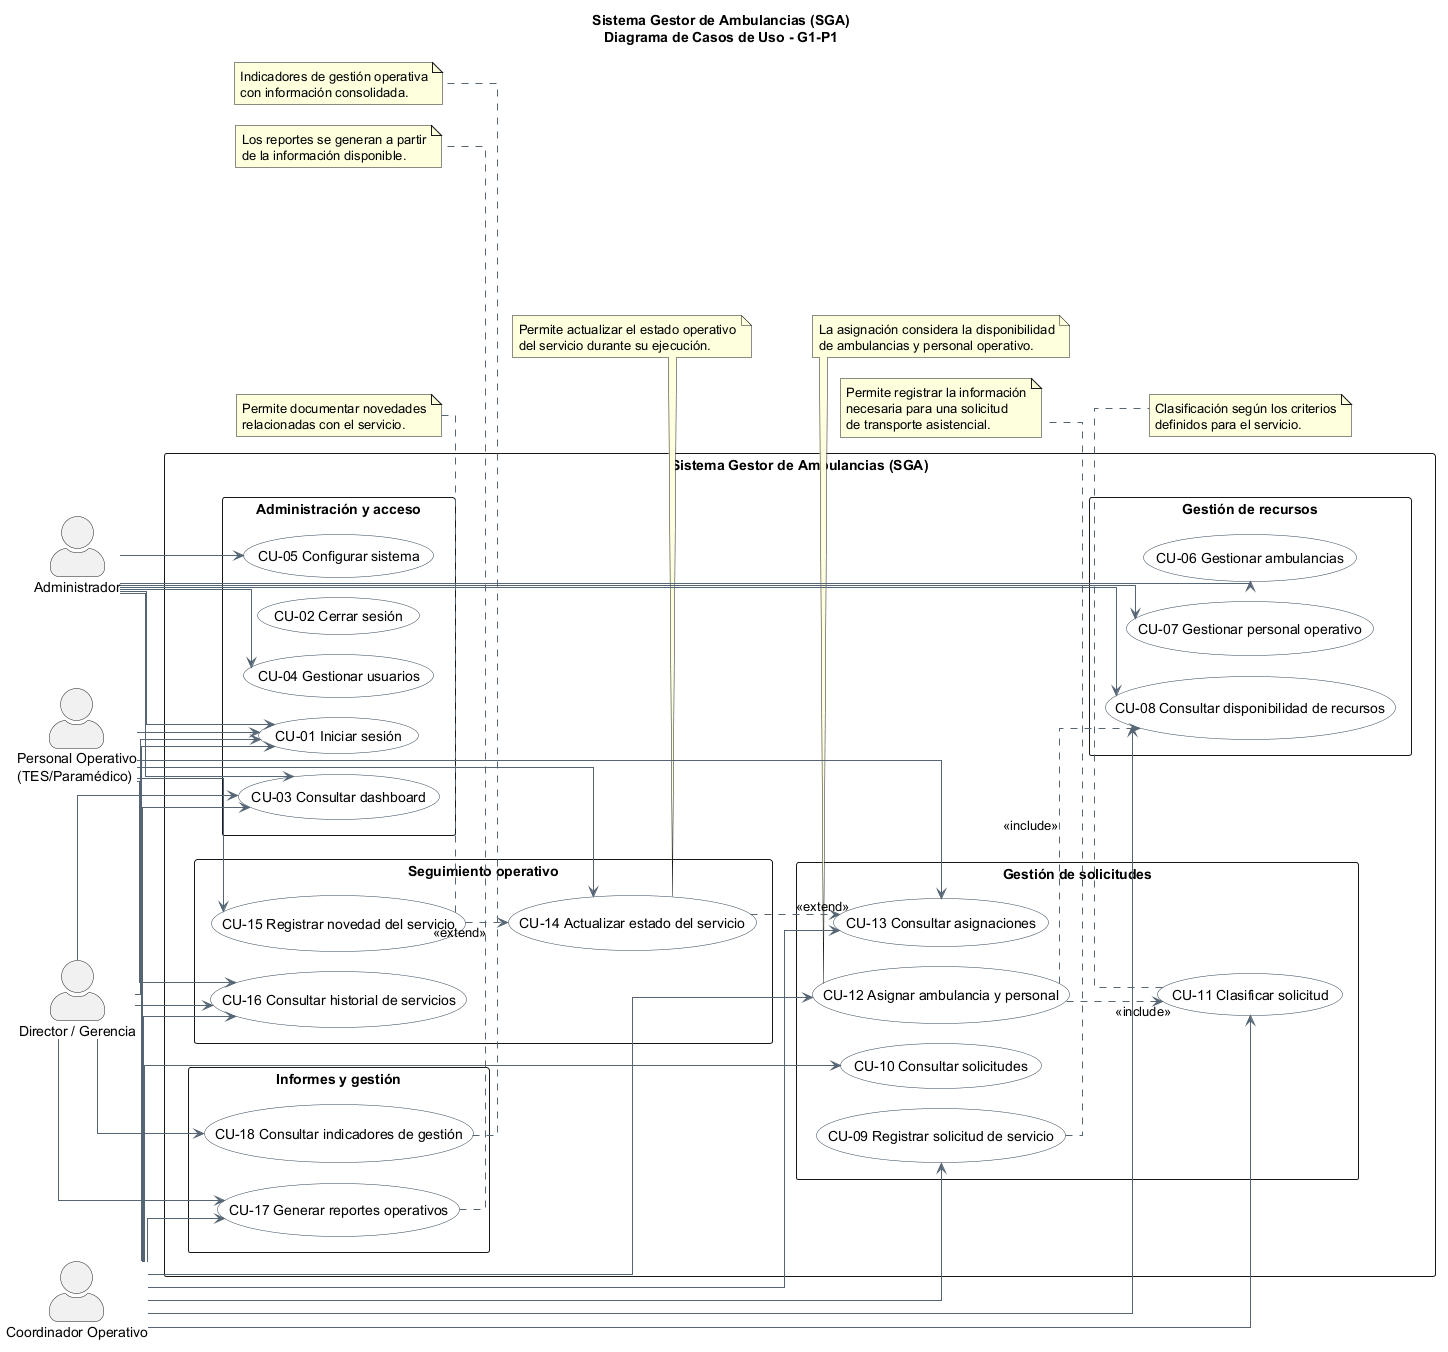 Sistema Gestor de Ambulancias (SGA)
Diagrama de Casos de Uso - G1-P1
Indicadores de gestión operativa
con información consolidada.
Los reportes se generan a partir
de la información disponible.
Permite actualizar el estado operativo
del servicio durante su ejecución.
La asignación considera la disponibilidad
de ambulancias y personal operativo.
Permite documentar novedades
relacionadas con el servicio.
Permite registrar la información
necesaria para una solicitud
de transporte asistencial.
Clasificación según los criterios
definidos para el servicio.
Sistema Gestor de Ambulancias (SGA)
Administración y acceso
CU-05 Configurar sistema
CU-02 Cerrar sesión
CU-04 Gestionar usuarios
CU-01 Iniciar sesión
CU-03 Consultar dashboard
Gestión de recursos
CU-06 Gestionar ambulancias
CU-07 Gestionar personal operativo
CU-08 Consultar disponibilidad de recursos
Administrador
Personal Operativo
(TES/Paramédico)
«include»
Seguimiento operativo
CU-15 Registrar novedad del servicio
«extend»
CU-14 Actualizar estado del servicio
CU-16 Consultar historial de servicios
Gestión de solicitudes
«extend»
CU-13 Consultar asignaciones
CU-12 Asignar ambulancia y personal
«include»
CU-11 Clasificar solicitud
CU-10 Consultar solicitudes
CU-09 Registrar solicitud de servicio
Director / Gerencia
Informes y gestión
CU-18 Consultar indicadores de gestión
CU-17 Generar reportes operativos
Coordinador Operativo